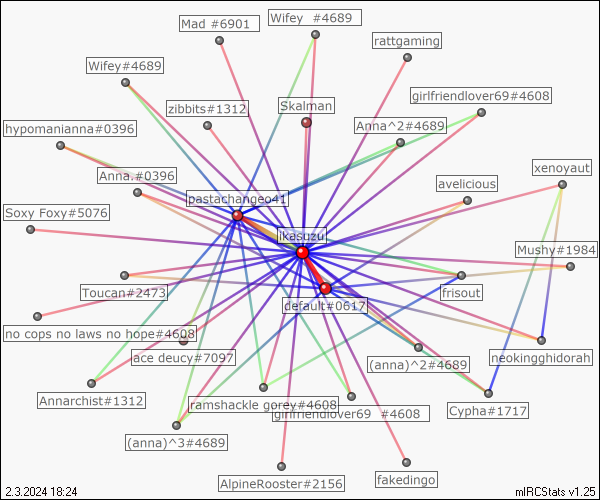 Mad #6901
Wifey #4689
rattgaming
Wifey#4689
girlfriendlover69#4608
zibbits#1312
Skalman
hypomanianna#0396
Anna^2#4689
xenoyaut
Anna.#0396
avelicious
pastachangeo41
Soxy Foxy#5076
ikasuzu
Mushy#1984
Toucan#2473
frisout
default#0617
no cops no laws no hope#4608
ace deucy#7097
(anna)^2#4689
neokingghidorah
Annarchist#1312
ramshackle gorey#4608
girlfriendlover69 #4608
Cypha#1717
(anna)^3#4689
AlpineRooster#2156
fakedingo
2.3.2024 18:24
mIRCStats v1.25